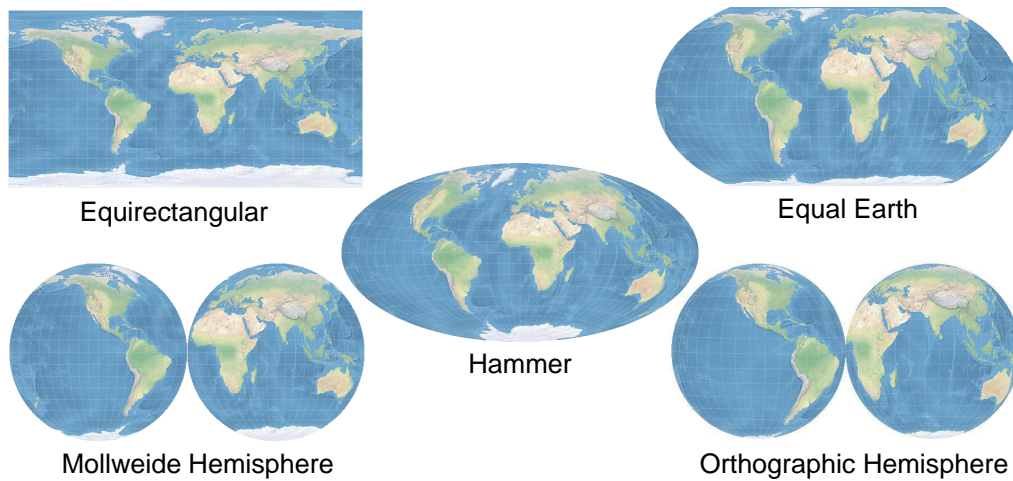 Equirectangular
Equal Earth
Hammer
Mollweide Hemisphere
Orthographic Hemisphere